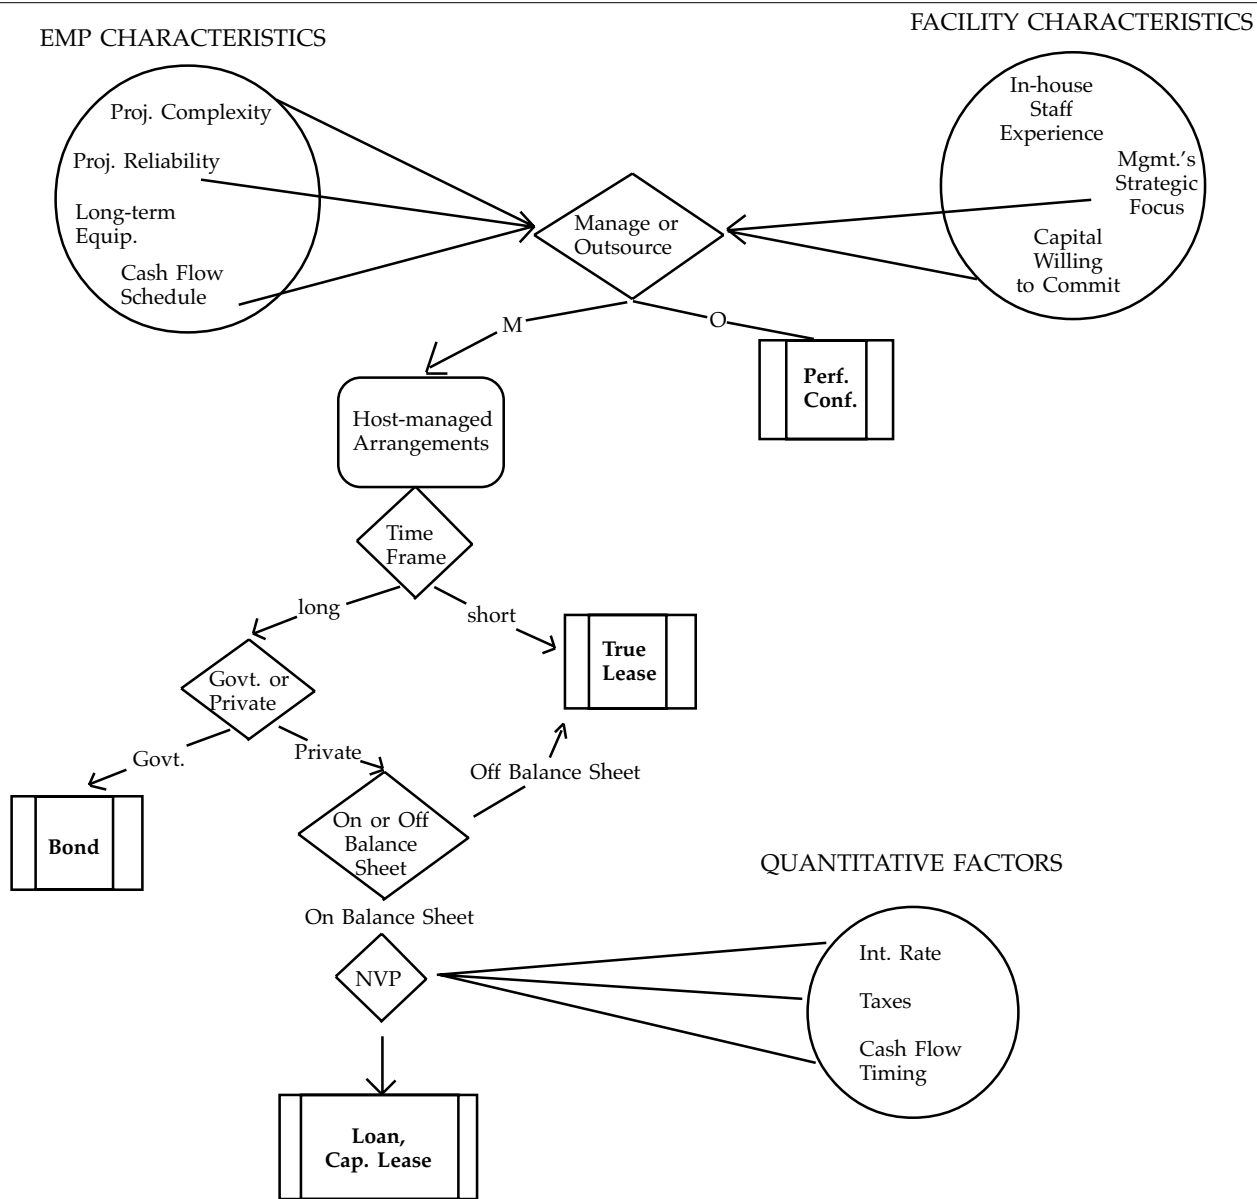 EMP CHARACTERISTICS
FACILITY CHARACTERISTICS
Proj. Complexity
Proj. Reliability
Long-term
Equip.
Cash Flow
Schedule
In-house
Staff
Experience
Mgmt.'s
Strategic
Focus
Capital
Willing
to Commit
Manage or
Outsource
M
O
Perf.
Conf.
Host-managed
Arrangements
Time
Frame
long
short
True
Lease
Govt. or
Private
Govt.
Private
Off Balance Sheet
Bond
On or Off
Balance
Sheet
On Balance Sheet
QUANTITATIVE FACTORS
NVP
Int. Rate
Taxes
Cash Flow
Timing
Loan,
Cap. Lease